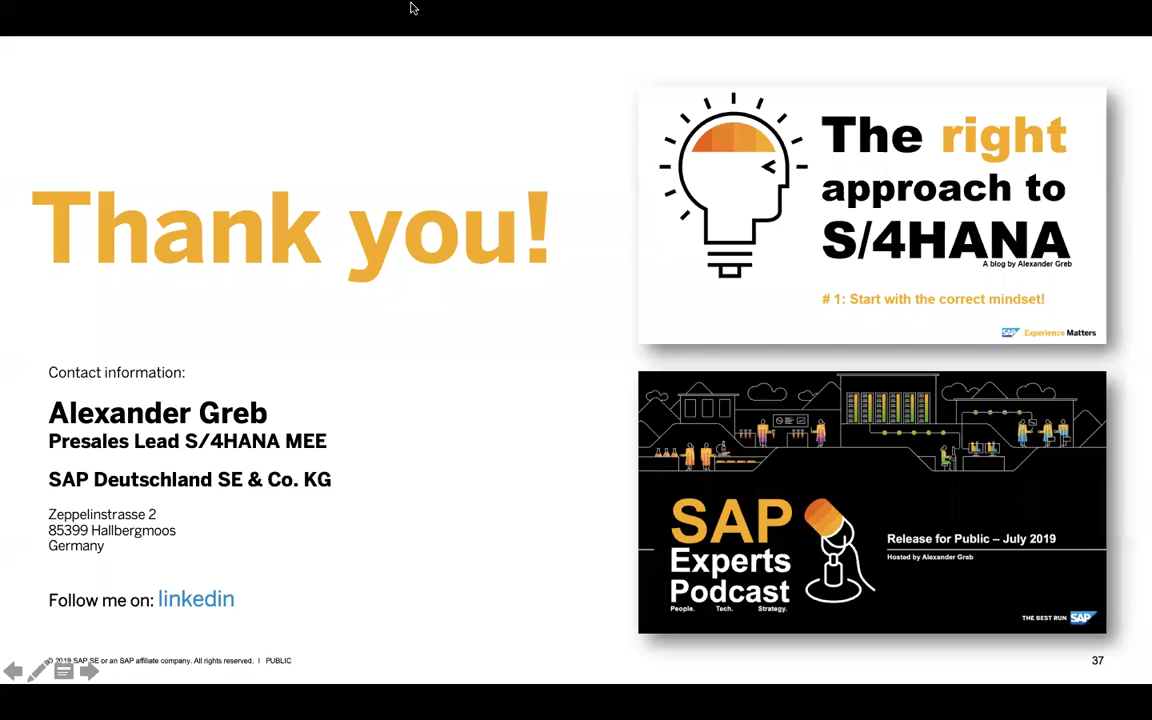 Thank you!
Contact information:
Alexander Greb
Presales Lead S/4HANA MEE
SAP Deutschland SE & Co. KG
Zeppelinstrasse 2
85399 Hallbergmoos
Germany
Follow me on: linkedin
The right
approach to
S/4HANA
A blog by Alexander Greb
# 1: Start with the correct mindset!
SAP Experience Matters
SAP
Experts
Podcast
People. Tech. Strategy.
Release for Public – July 2019
Hosted by Alexander Greb
THE BEST RUN SAP
© 2019 SAP SE or an SAP affiliate company. All rights reserved. I PUBLIC
37